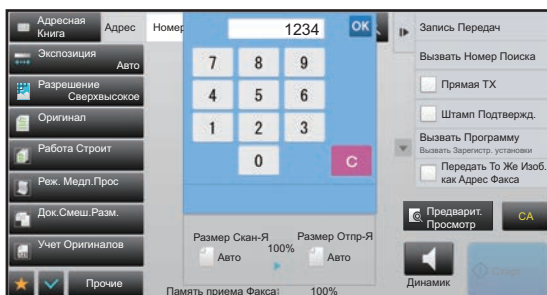 Адресная
Книга
Адрес
Номер
1234
OK
Запись Передач
Экспозиция
Авто
Вызвать Номер Поиска
7 8 9
Разрешение
Сверхвысокое
Прямая TX
4 5 6
Оригинал
Штамп Подтвержд.
1 2 3
Вызвать Программу
Вызвать Зарегистр. установки
Работа Строит
0 C
Передать То Же Изоб.
как Адрес Факса
Реж. Медл.Прос
Док.Смеш.Разм.
Предварит.
Просмотр
CA
Учет Оригиналов
Размер Скан-Я
Размер Отпр-Я
100%
Авто
Авто
Прочие
Память приема Факса:
100%
Динамик
Старт